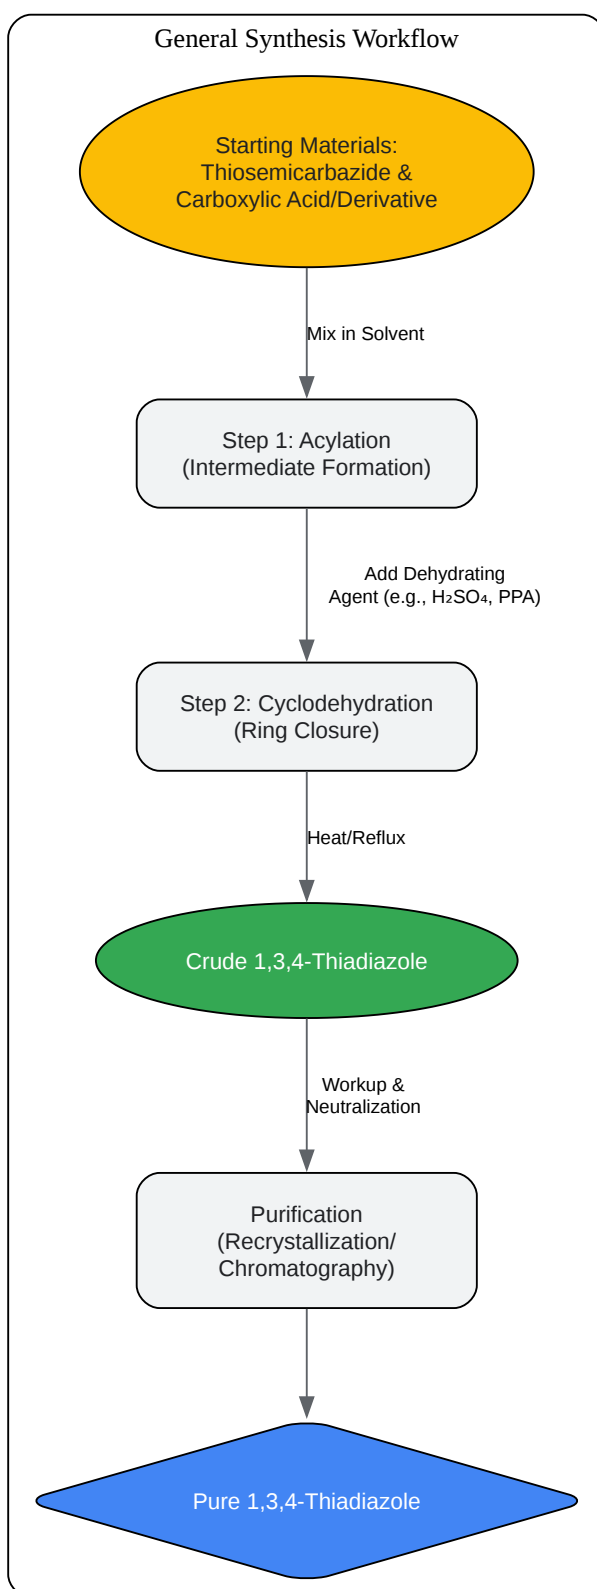 General Synthesis Workflow
Starting Materials:
Thiosemicarbazide &
Carboxylic Acid/Derivative
Mix in Solvent
Step 1: Acylation
(Intermediate Formation)
Add Dehydrating
Agent (e.g., H₂SO₄, PPA)
Step 2: Cyclodehydration
(Ring Closure)
Heat/Reflux
Crude 1,3,4-Thiadiazole
Workup &
Neutralization
Purification
(Recrystallization/
Chromatography)
Pure 1,3,4-Thiadiazole